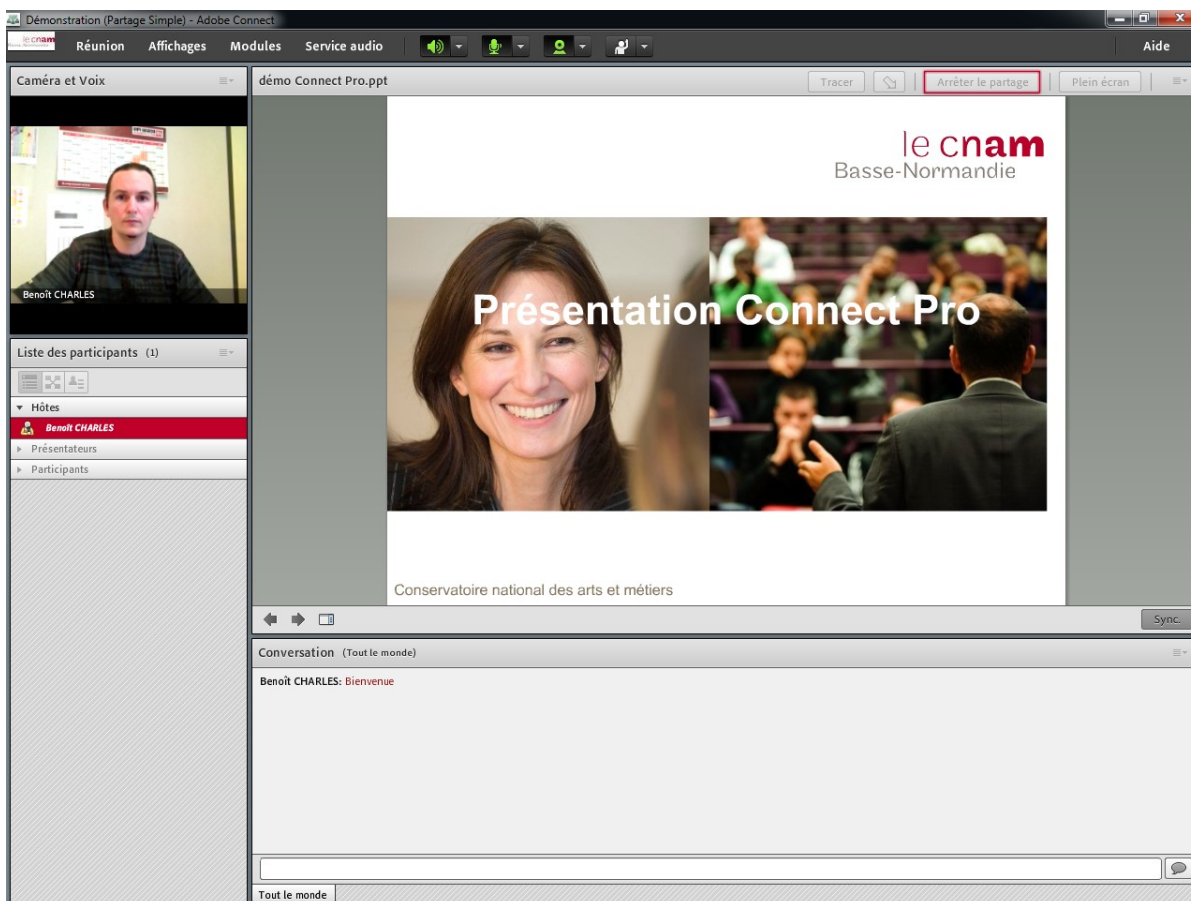 Démonstration (Partage Simple) - Adobe Connect
le cnam
Réunion Affichages Modules Service audio Aide
Caméra et Voix
Benoît CHARLES
Liste des participants (1)
Hôtes
Benoît CHARLES
Présentateurs
Participants
démo Connect Pro.ppt
Tracer Arrêter le partage Plein écran
le cnam
Basse-Normandie
Présentation Connect Pro
Conservatoire national des arts et métiers
Sync.
Conversation (Tout le monde)
Benoît CHARLES: Bienvenue
Tout le monde